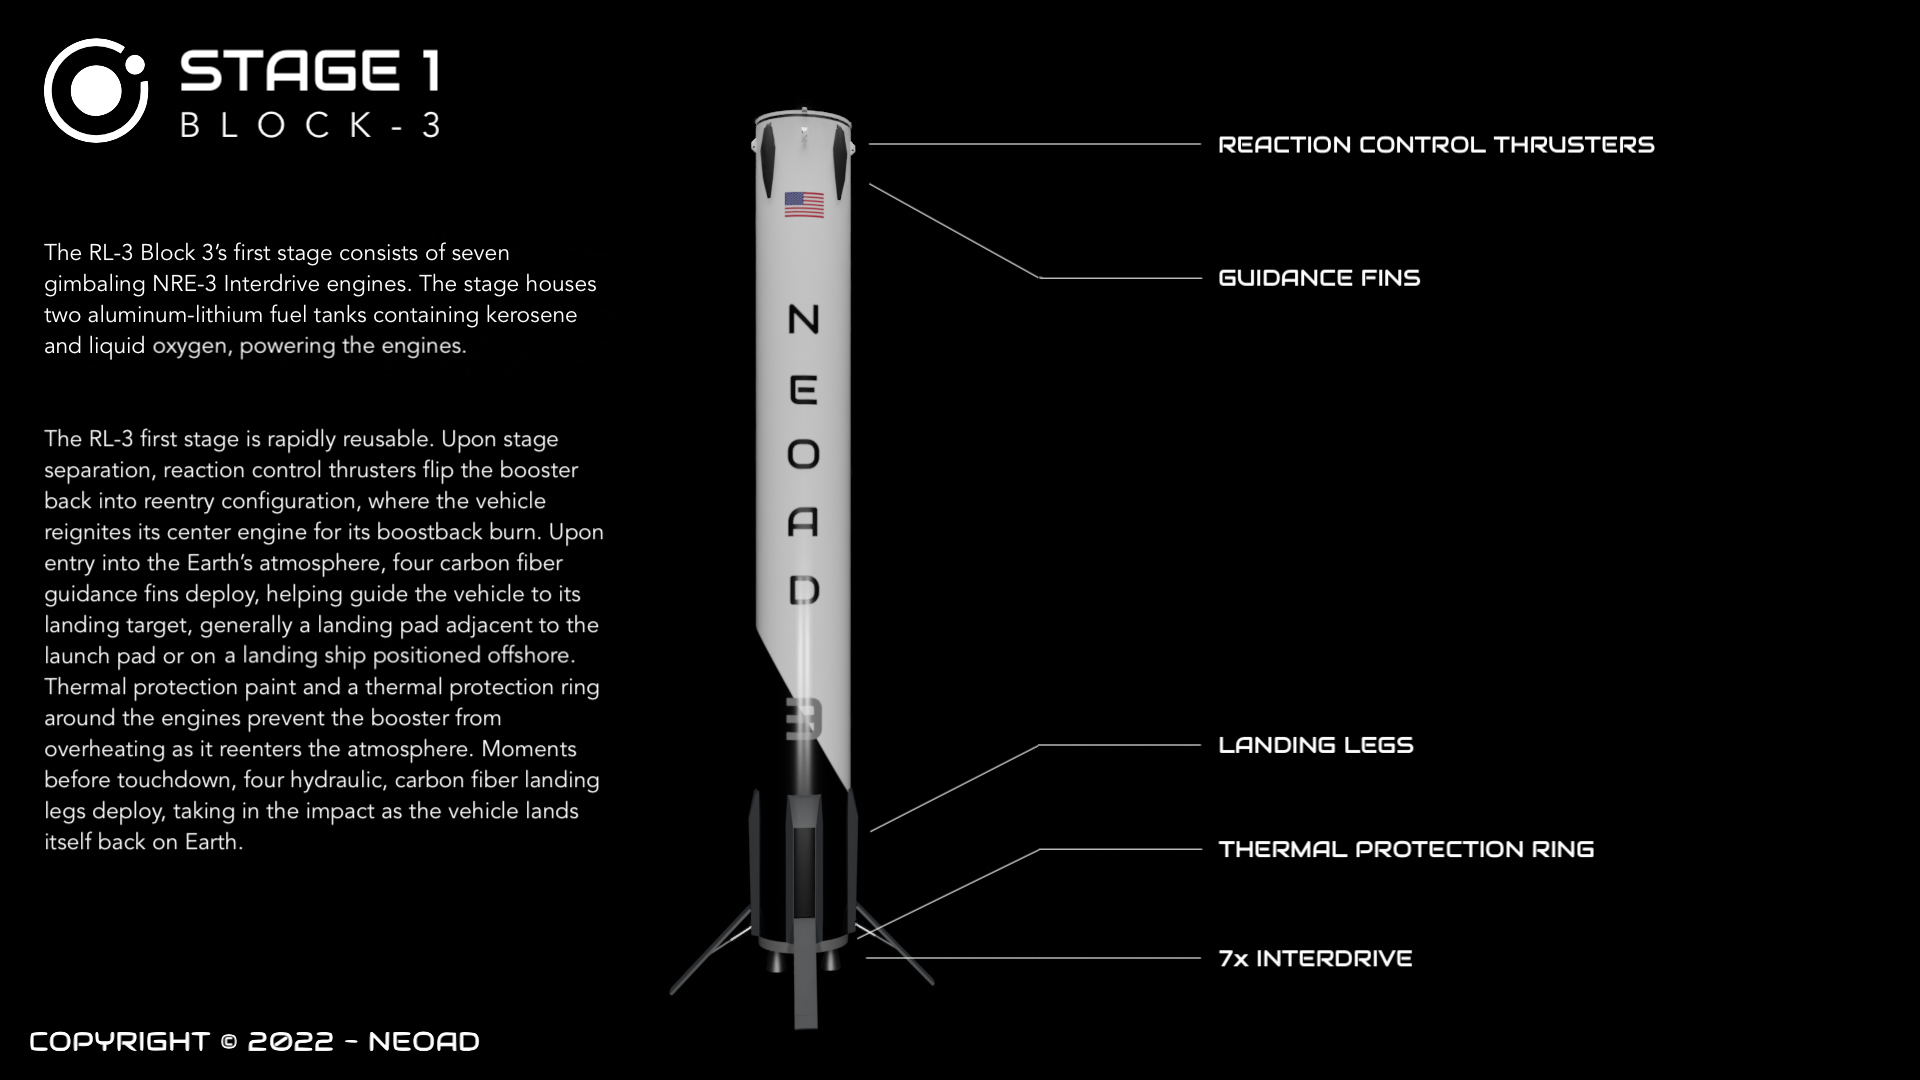 STAGE 1
BLOCK-3
The RL-3 Block 3’s first stage consists of seven
gimbaling NRE-3 Interdrive engines. The stage houses
two aluminum-lithium fuel tanks containing kerosene
and liquid oxygen, powering the engines.
The RL-3 first stage is rapidly reusable. Upon stage
separation, reaction control thrusters flip the booster
back into reentry configuration, where the vehicle
reignites its center engine for its boostback burn. Upon
entry into the Earth’s atmosphere, four carbon fiber
guidance fins deploy, helping guide the vehicle to its
landing target, generally a landing pad adjacent to the
launch pad or on a landing ship positioned offshore.
Thermal protection paint and a thermal protection ring
around the engines prevent the booster from
overheating as it reenters the atmosphere. Moments
before touchdown, four hydraulic, carbon fiber landing
legs deploy, taking in the impact as the vehicle lands
itself back on Earth.
NEOAD
3
REACTION CONTROL THRUSTERS
GUIDANCE FINS
LANDING LEGS
THERMAL PROTECTION RING
7x INTERDRIVE
COPYRIGHT © 2022 - NEOAD